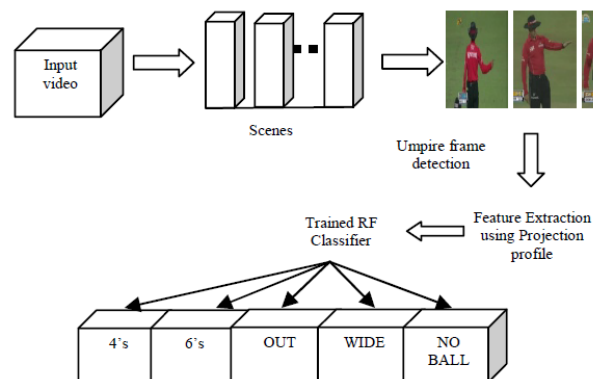 Input
video
Scenes
Umpire frame
detection
Feature Extraction
using Projection
profile
Trained RF
Classifier
4's
6's
OUT
WIDE
NO
BALL